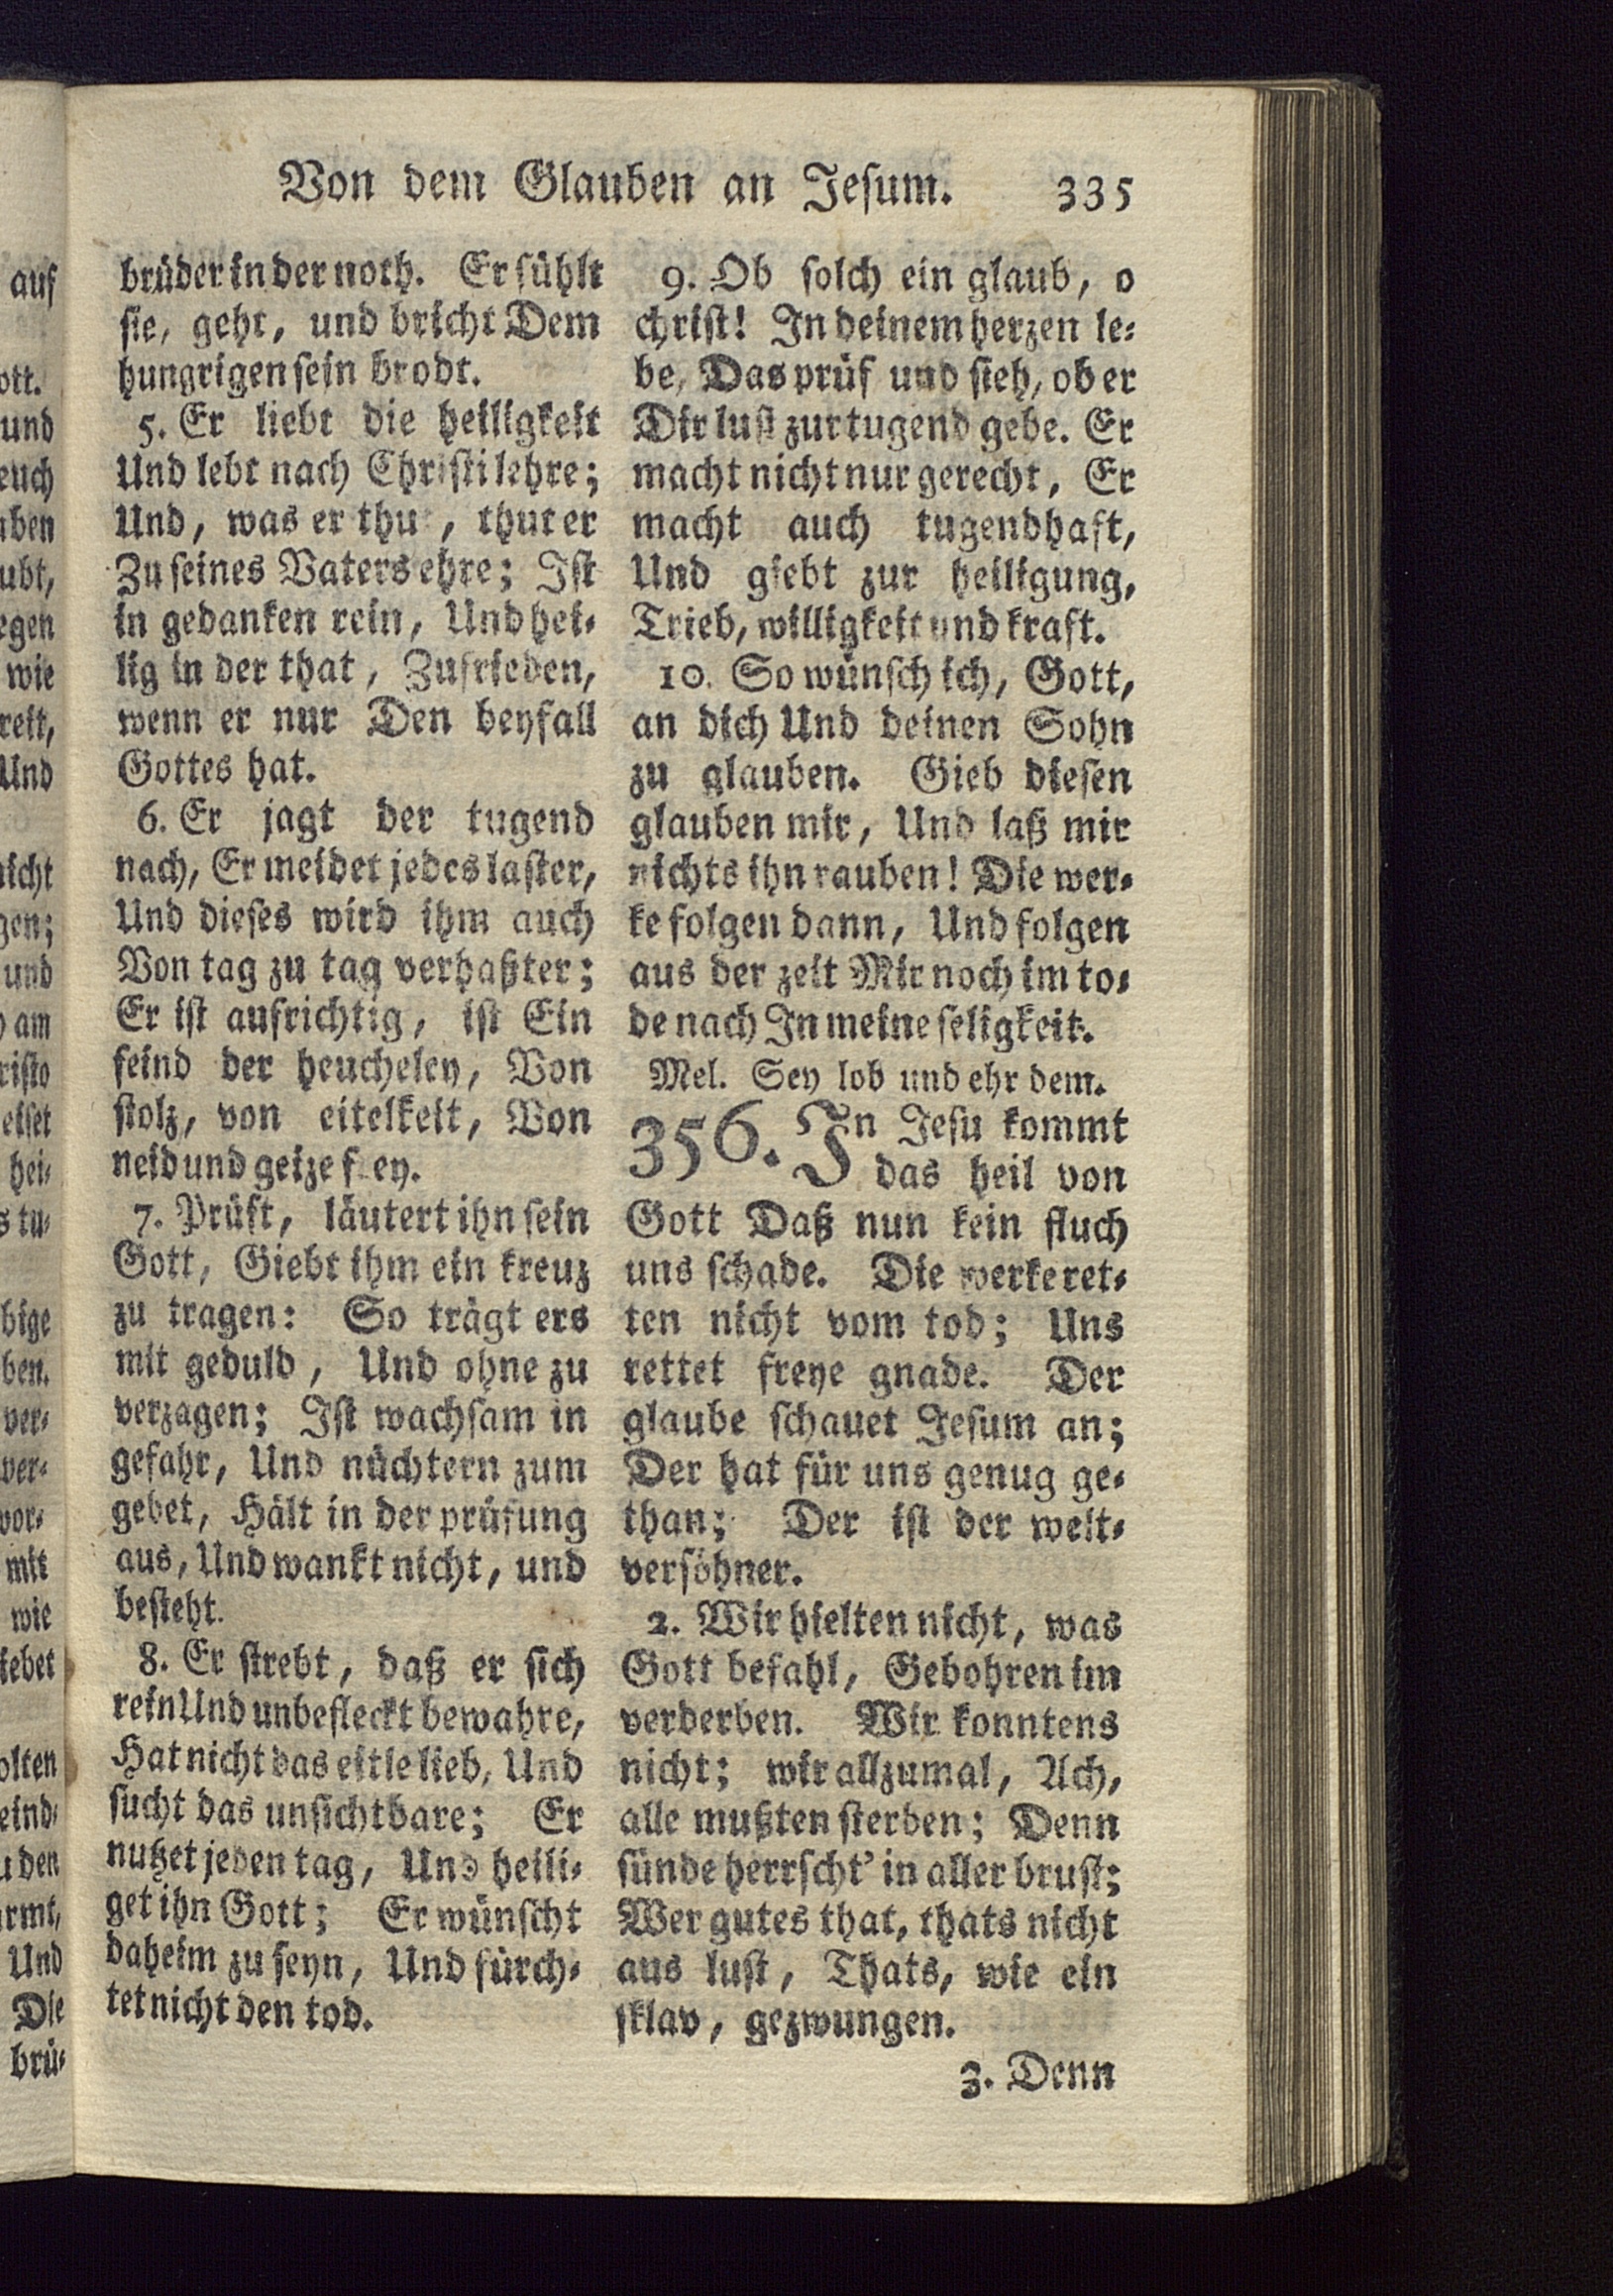 Von dem Glauben an Jesum. 335
brüder in der noth. Er fühlt
sie, geht, und bricht Dem
hungrigen sein brodt.
5. Er liebt die heiligkeit
Und lebt nach Christi lehre;
Und, was er thut, thut er
Zu seines Vaters ehre; Ist
in gedanken rein, Und hei-
lig in der that, Zufrieden,
wenn er nur Den beyfall
Gottes hat.
6. Er jagt der tugend
nach, Er meidet jedes laster,
Und dieses wird ihm auch
Von tag zu tag verhaßter;
Er ist aufrichtig, ist Ein
feind der heucheley, Von
stolz, von eitelkeit, Von
neid und geize frey.
7. Prüft, läutert ihn sein
Gott, Giebt ihm ein kreuz
zu tragen: So trägt ers
mit geduld, Und ohne zu
verzagen; Ist wachsam in
gefahr, Und nüchtern zum
gebet, Hält in der prüfung
aus, Und wankt nicht, und
besteht.
8. Er strebt, daß er sich
rein Und unbefleckt bewahre,
Hat nicht das eitle lieb, Und
sucht das unsichtbare; Er
nutzet jeden tag, Und heili-
get ihn Gott; Er wünscht
daheim zu seyn, Und fürch-
tet nicht den tod.
9. Ob solch ein glaub, o
christ! In deinem herzen le-
be, Das prüf und sieh, ob er
Dir lust zur tugend gebe. Er
macht nicht nur gerecht, Er
macht auch tugendhaft,
Und giebt zur heiligung,
Trieb, willigkeit und kraft.
10. So wünsch ich, Gott,
an dich Und deinen Sohn
zu glauben. Gieb diesen
glauben mir, Und laß mir
nichts ihn rauben! Die wer-
ke folgen dann, Und folgen
aus der zeit Mir noch im to-
de nach In meine seligkeit.
Mel. Sey lob und ehr dem.
356. In Jesu kommt
das heil von
Gott Daß nun kein fluch
uns schade. Die werke ret-
ten nicht vom tod; Uns
rettet freye gnade. Der
glaube schauet Jesum an;
Der hat für uns genug ge-
than; Der ist der welt-
versöhner.
2. Wir hielten nicht, was
Gott befahl, Gebohren im
verderben. Wir konntens
nicht; wir allzumal, Ach,
alle mußten sterben; Denn
sünde herrscht' in aller brust;
Wer gutes that, thats nicht
aus lust, Thats, wie ein
sklav, gezwungen.
3. Denn